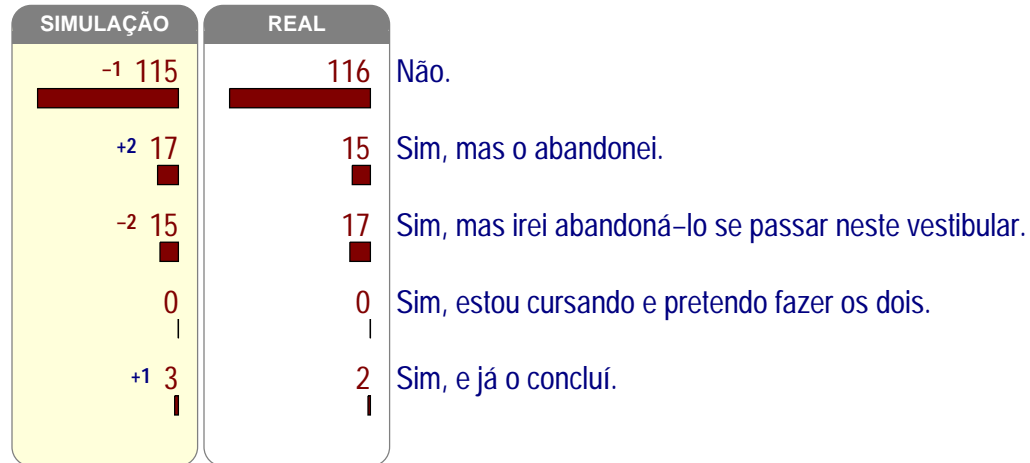 SIMULAÇÃO REAL
−1 115 116 Não.
+2 17 15 Sim, mas o abandonei.
−2 15 17 Sim, mas irei abandoná−lo se passar neste vestibular.
0 0 Sim, estou cursando e pretendo fazer os dois.
+1 3 2 Sim, e já o concluí.